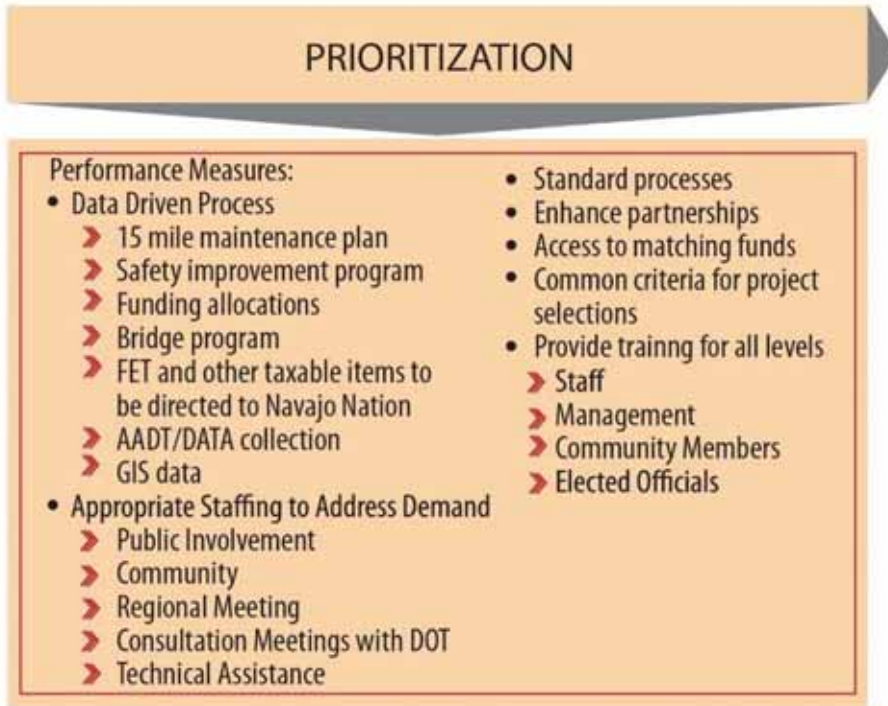 PRIORITIZATION
Performance Measures:
• Data Driven Process
15 mile maintenance plan
Safety improvement program
Funding allocations
Bridge program
FET and other taxable items to
be directed to Navajo Nation
AADT/DATA collection
GIS data
• Appropriate Staffing to Address Demand
Public Involvement
Community
Regional Meeting
Consultation Meetings with DOT
Technical Assistance
• Standard processes
• Enhance partnerships
• Access to matching funds
• Common criteria for project
selections
• Provide trainng for all levels
Staff
Management
Community Members
Elected Officials